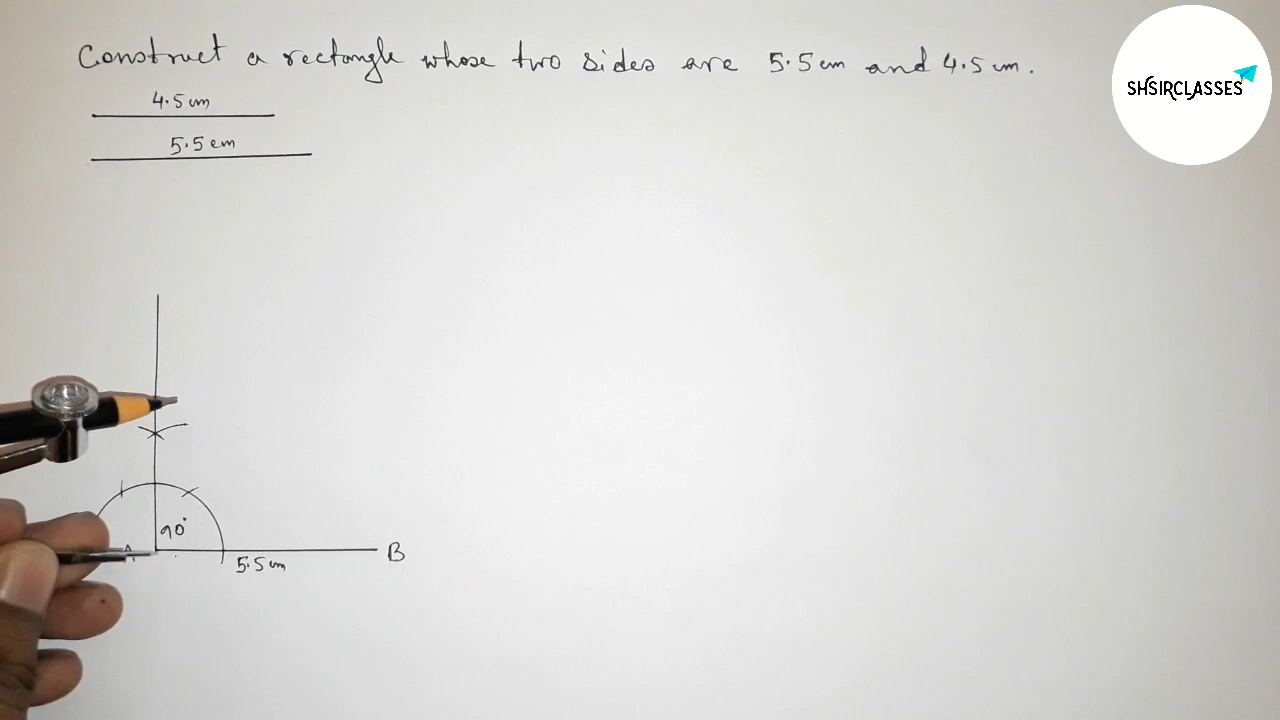 Construct a rectangle whose two sides are 5.5 cm and 4.5 cm.
SHSIRCLASSES
4.5 cm
5.5 cm
90°
A
B
5.5 cm